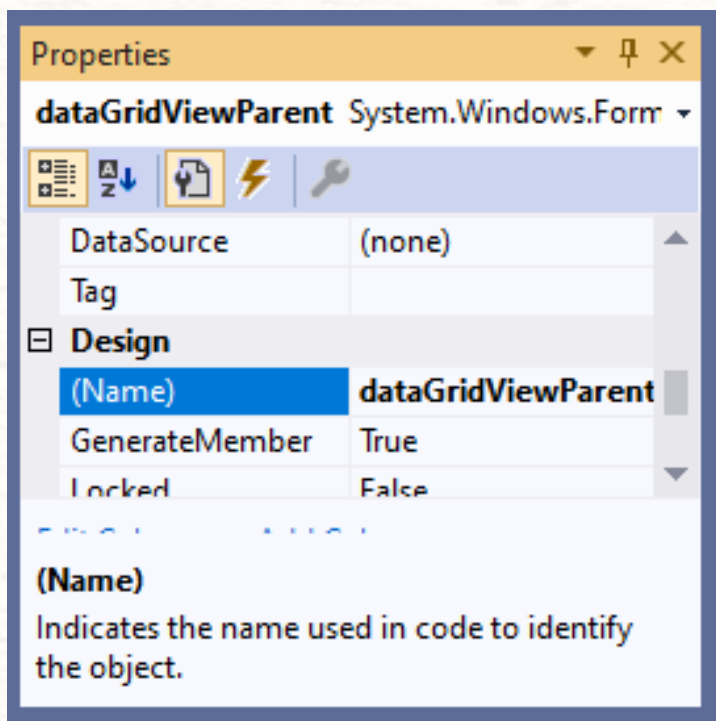 Properties
dataGridViewParent System.Windows.Form
A
Z
DataSource (none)
Tag
Design
(Name) dataGridViewParent
GenerateMember True
Locked False
(Name)
Indicates the name used in code to identify
the object.